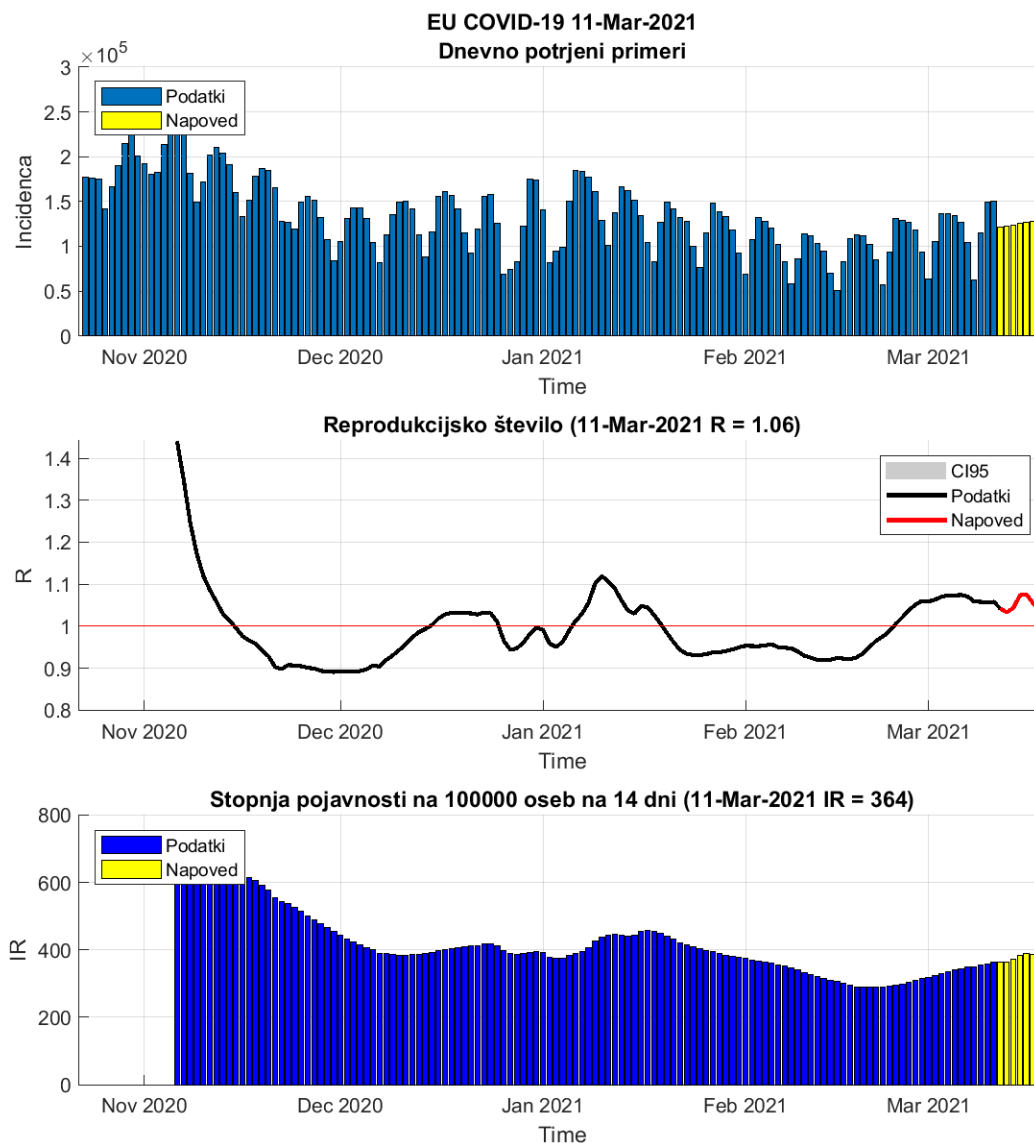 EU COVID-19 11-Mar-2021
Dnevno potrjeni primeri
×10⁵
3
2.5
2
1.5
1
0.5
0
Incidenca
Podatki
Napoved
Nov 2020
Dec 2020
Jan 2021
Feb 2021
Mar 2021
Time
Reprodukcijsko število (11-Mar-2021 R = 1.06)
1.4
1.3
1.2
1.1
1
0.9
0.8
R
CI95
Podatki
Napoved
Nov 2020
Dec 2020
Jan 2021
Feb 2021
Mar 2021
Time
Stopnja pojavnosti na 100000 oseb na 14 dni (11-Mar-2021 IR = 364)
800
600
400
200
0
IR
Podatki
Napoved
Nov 2020
Dec 2020
Jan 2021
Feb 2021
Mar 2021
Time